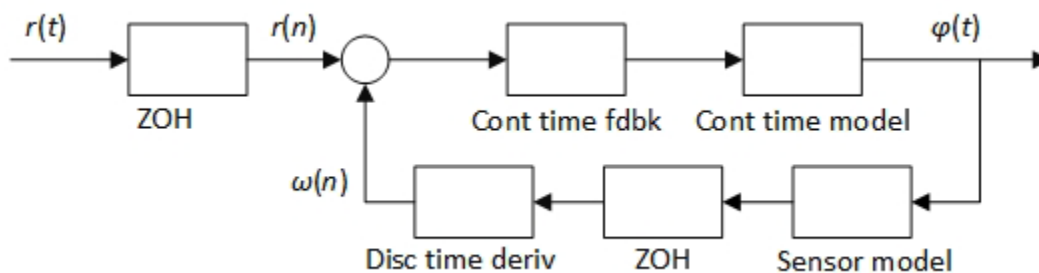 r(t)
r(n)
φ(t)
ZOH
Cont time fdbk
Cont time model
ω(n)
Disc time deriv
ZOH
Sensor model